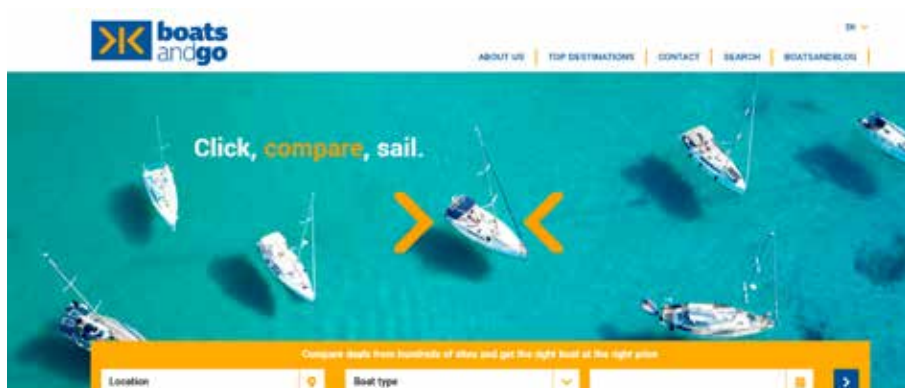 boats
andgo
EN
ABOUT US
TOP DESTINATIONS
CONTACT
SEARCH
BOATSANDBLOG
Click, compare, sail.
Compare deals from hundreds of sites and get the right boat at the right price
Location
Boat type